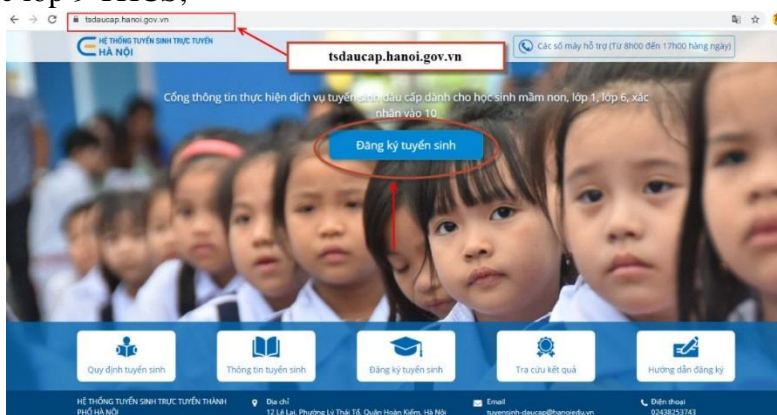 lớp 9 THCS;
tsdaucap.hanoi.gov.vn
HỆ THỐNG TUYỂN SINH TRỰC TUYẾN
HÀ NỘI
tsdaucap.hanoi.gov.vn
Các số máy hỗ trợ (Từ 8h00 đến 17h00 hàng ngày)
Cổng thông tin thực hiện dịch vụ tuyển sinh đầu cấp dành cho học sinh mầm non, lớp 1, lớp 6, xác
nhận vào 10
Đăng ký tuyển sinh
Quy định tuyển sinh
Thông tin tuyển sinh
Đăng ký tuyển sinh
Tra cứu kết quả
Hướng dẫn đăng ký
HỆ THỐNG TUYỂN SINH TRỰC TUYẾN THÀNH
PHỐ HÀ NỘI
Địa chỉ
12 Lê Lai, Phường Lý Thái Tổ, Quận Hoàn Kiếm, Hà Nội
Email
tuyensinh-daucap@hanoiedu.vn
Điện thoại
02438253743